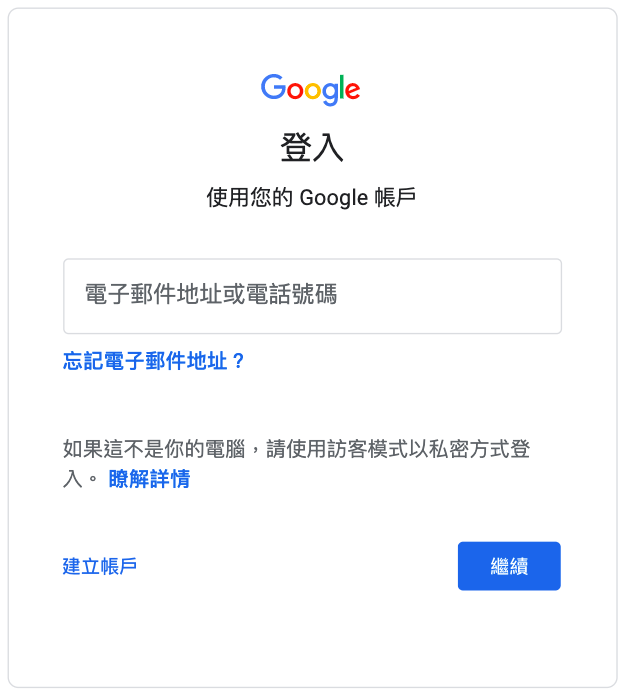 Google
登入
使用您的 Google 帳戶
電子郵件地址或電話號碼
忘記電子郵件地址？
如果這不是你的電腦，請使用訪客模式以私密方式登
入。 瞭解詳情
建立帳戶
繼續